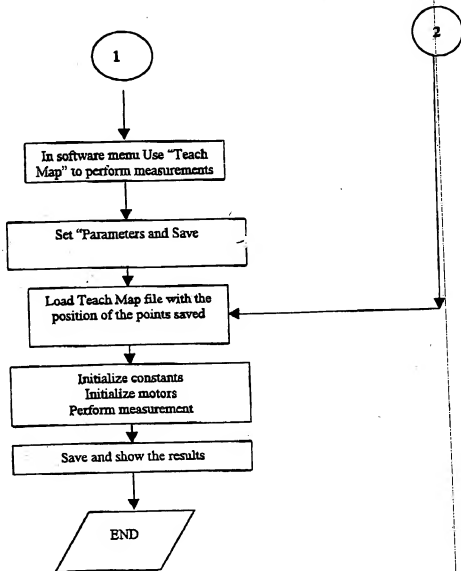 1
2
In software menu Use “Teach
Map” to perform measurements
Set “Parameters and Save
Load Teach Map file with the
position of the points saved
Initialize constants
Initialize motors
Perform measurement
Save and show the results
END